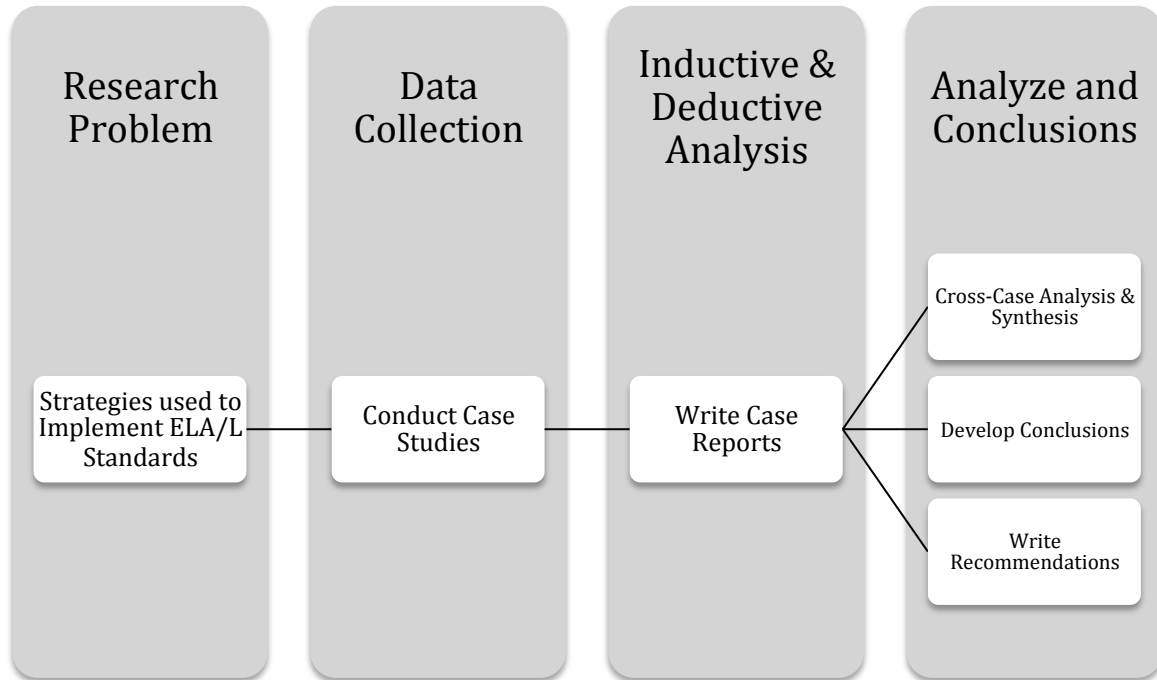 Research
Problem
Strategies used to
Implement ELA/L
Standards
Data
Collection
Conduct Case
Studies
Inductive &
Deductive
Analysis
Write Case
Reports
Analyze and
Conclusions
Cross-Case Analysis &
Synthesis
Develop Conclusions
Write
Recommendations